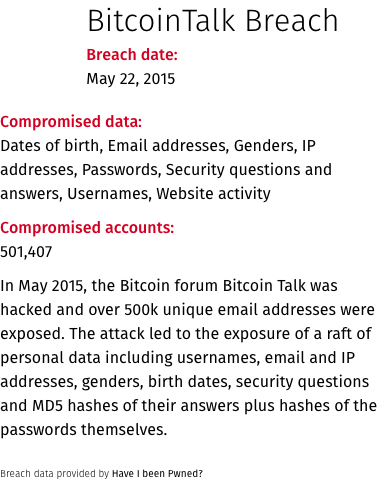 BitcoinTalk Breach
Breach date:
May 22, 2015
Compromised data:
Dates of birth, Email addresses, Genders, IP
addresses, Passwords, Security questions and
answers, Usernames, Website activity
Compromised accounts:
501,407
In May 2015, the Bitcoin forum Bitcoin Talk was
hacked and over 500k unique email addresses were
exposed. The attack led to the exposure of a raft of
personal data including usernames, email and IP
addresses, genders, birth dates, security questions
and MD5 hashes of their answers plus hashes of the
passwords themselves.
Breach data provided by Have I been Pwned?